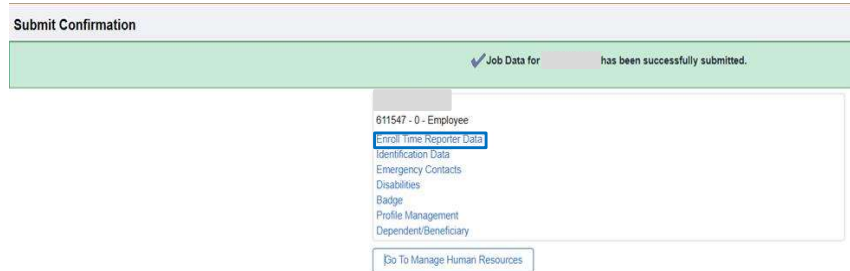 Submit Confirmation
Job Data for has been successfully submitted.
611547 - 0 - Employee
Enroll Time Reporter Data
Identification Data
Emergency Contacts
Disabilities
Badge
Profile Management
Dependent/Beneficiary
Go To Manage Human Resources